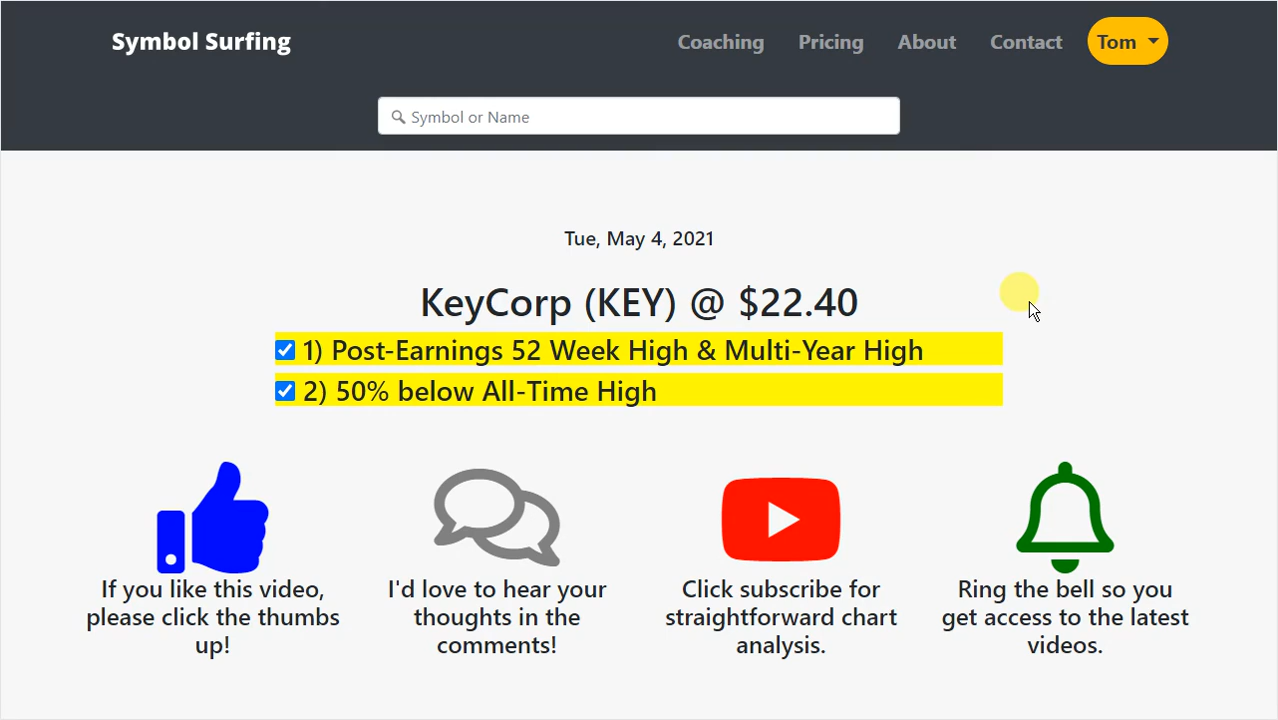 Symbol Surfing
Coaching Pricing About Contact Tom
Symbol or Name
Tue, May 4, 2021
KeyCorp (KEY) @ $22.40
1) Post-Earnings 52 Week High & Multi-Year High
2) 50% below All-Time High
If you like this video,
please click the thumbs
up!
I'd love to hear your
thoughts in the
comments!
Click subscribe for
straightforward chart
analysis.
Ring the bell so you
get access to the latest
videos.